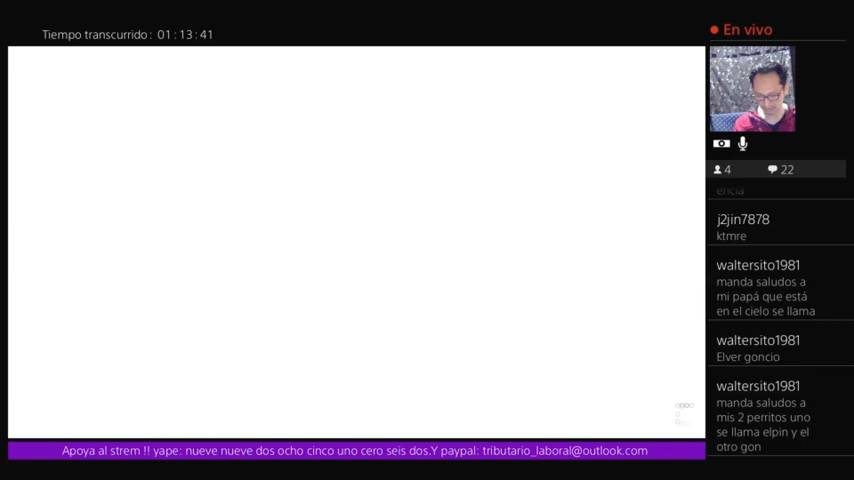 Tiempo transcurrido: 01:13:41
En vivo
4
22
encia
j2jin7878
ktmre
waltersito1981
manda saludos a
mi papá que está
en el cielo se llama
waltersito1981
Elver goncio
waltersito1981
manda saludos a
mis 2 perritos uno
se llama elpin y el
otro gon
Apoya al strem !! yape: nueve nueve dos ocho cinco uno cero seis dos.Y paypal: tributario_laboral@outlook.com